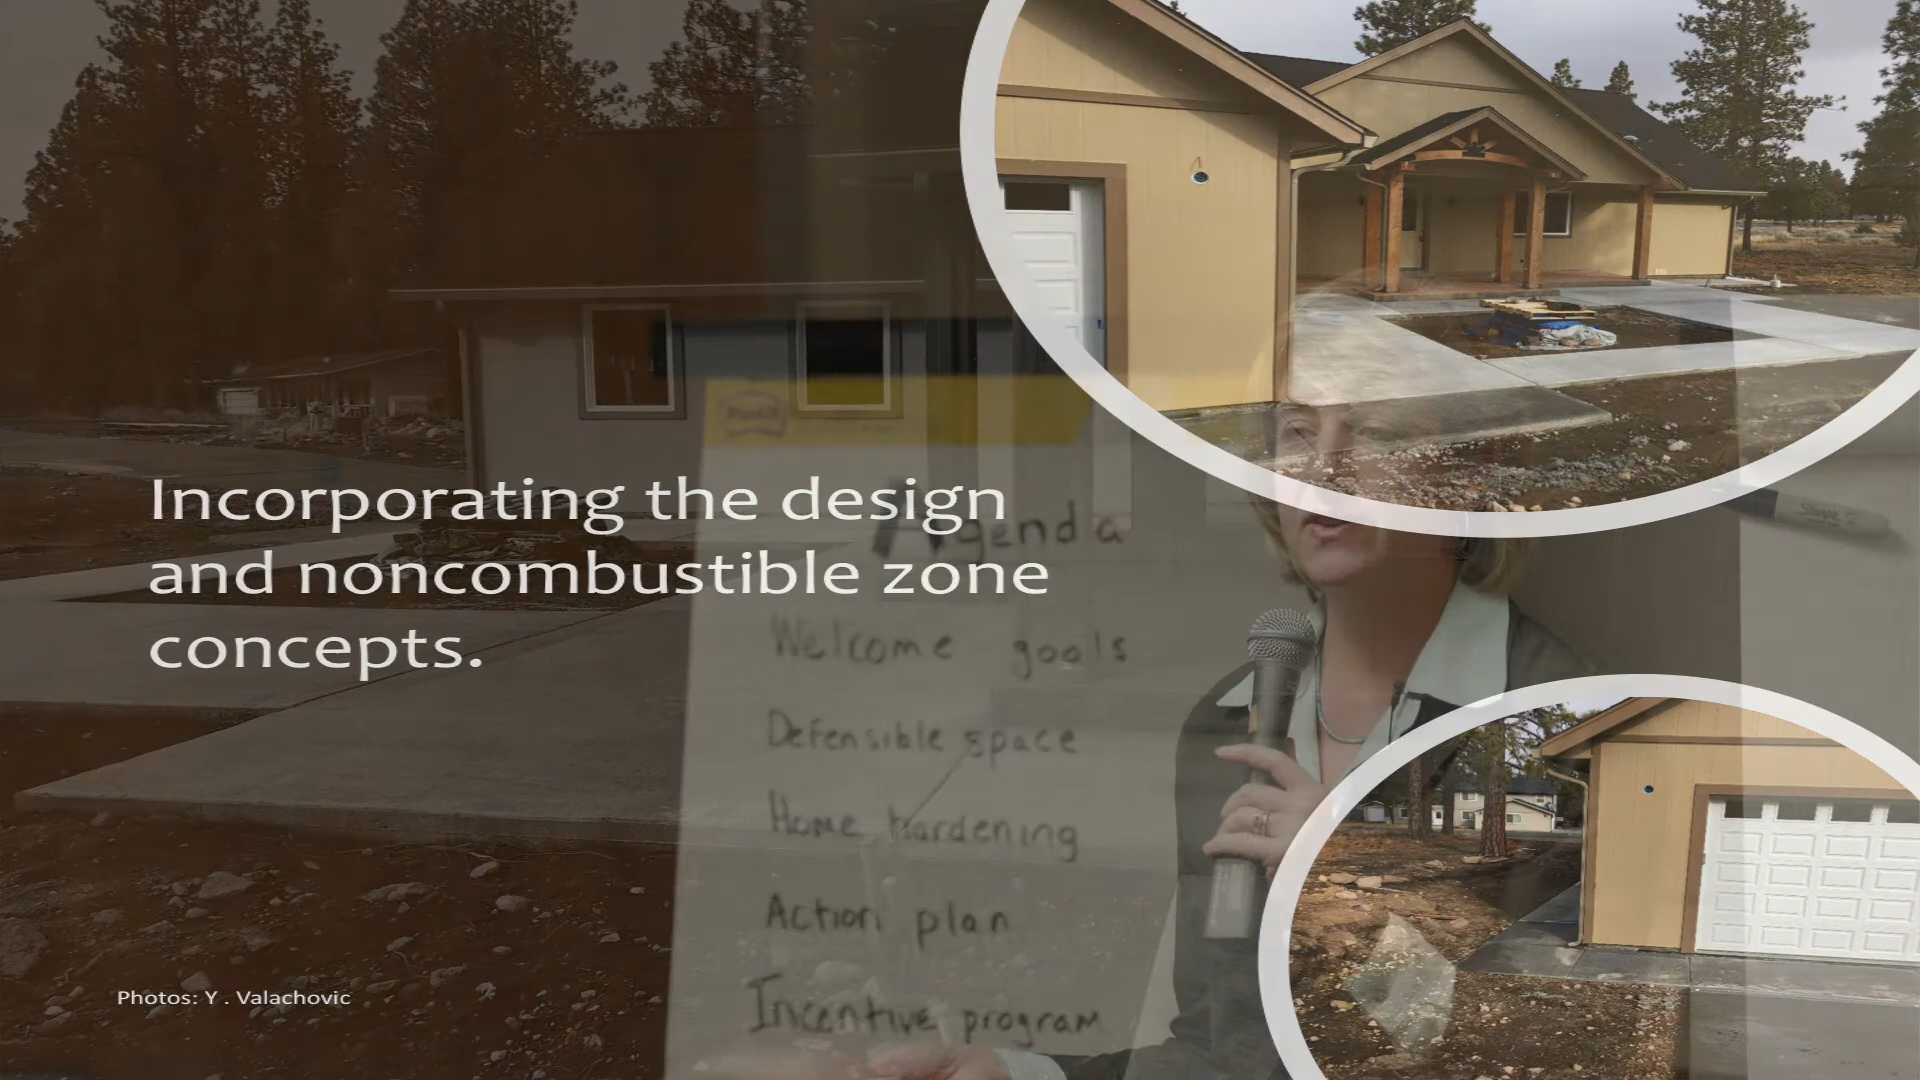 Incorporating the design
and noncombustible zone
concepts.
Agenda
Welcome goals
Defensible space
Home hardening
Action plan
Incentive program
Photos: Y . Valachovic